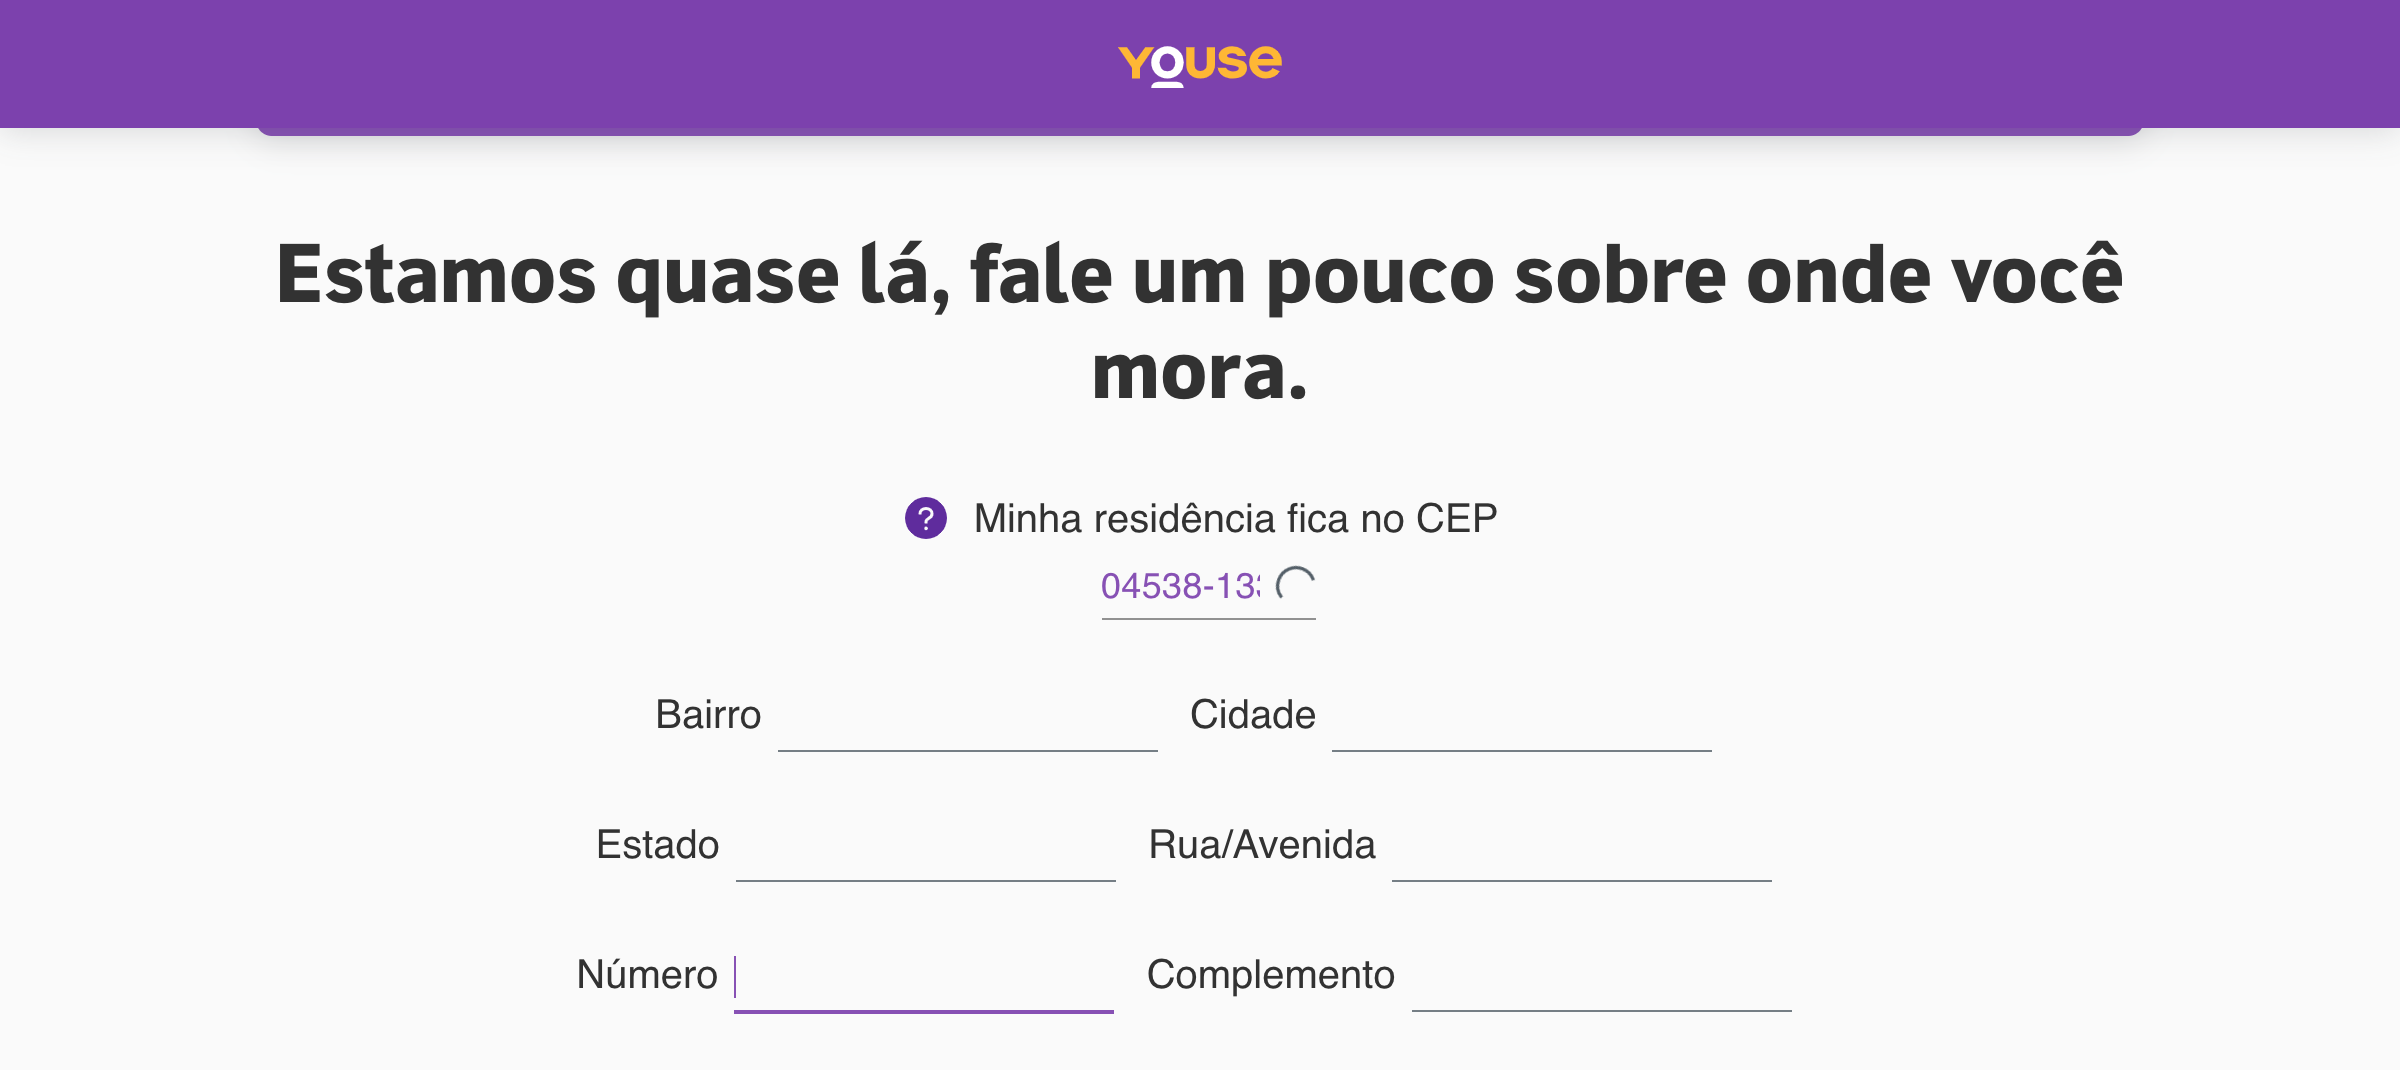 youse
Estamos quase lá, fale um pouco sobre onde você
mora.
? Minha residência fica no CEP
04538-13
Bairro Cidade
Estado Rua/Avenida
Número Complemento